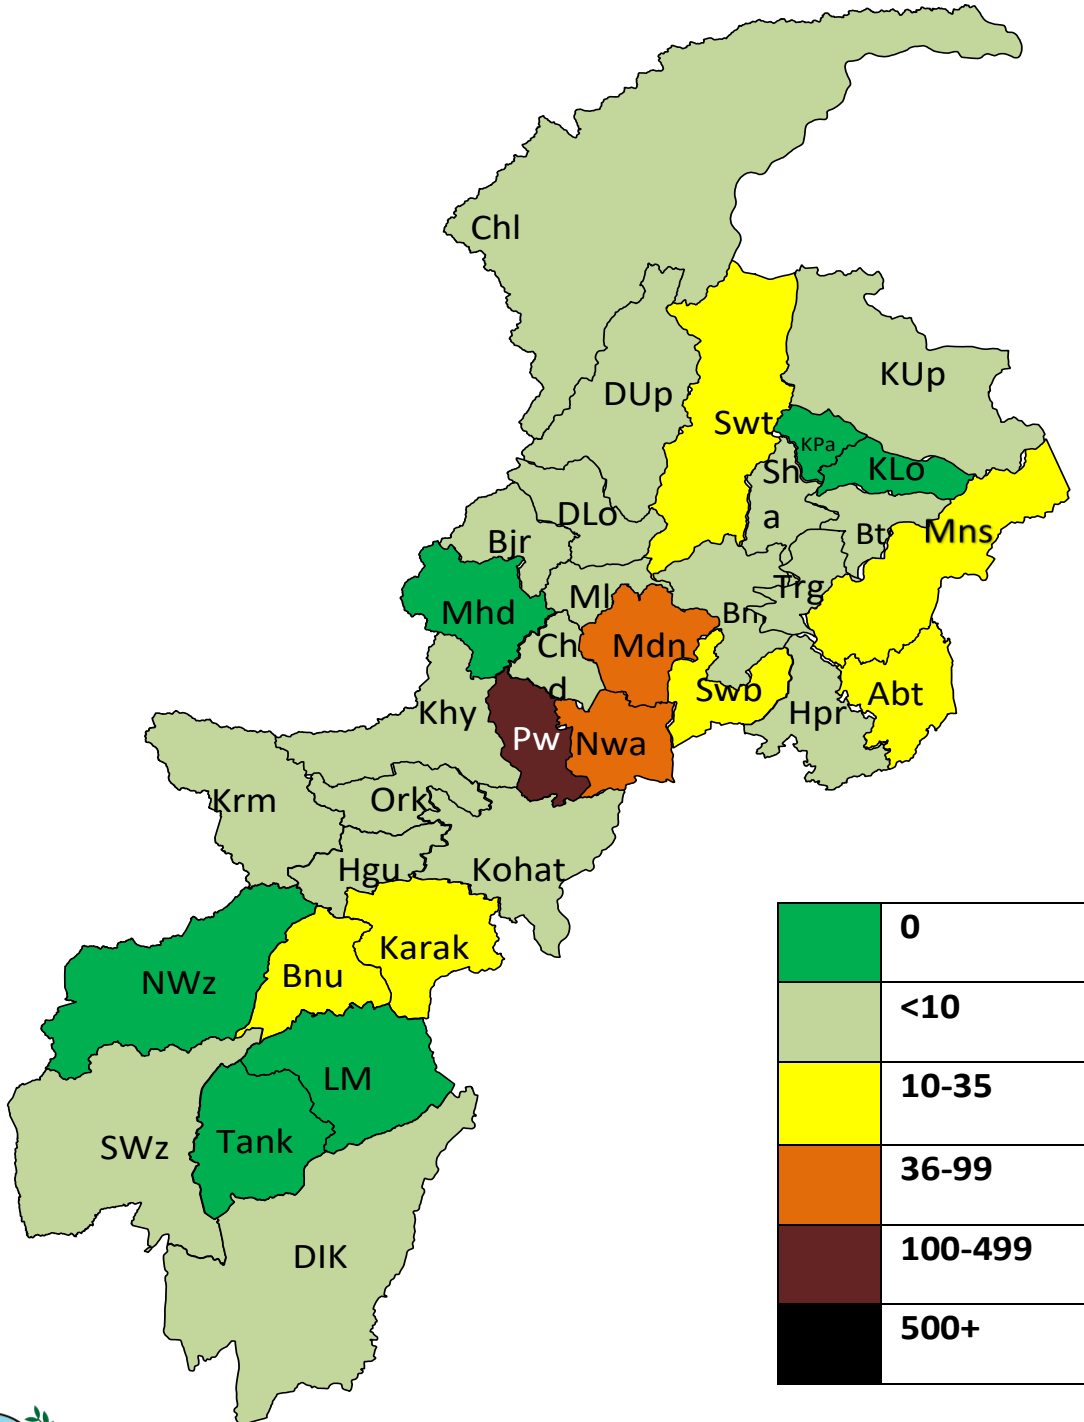 Chl
KUp
DUp
Swt
KPa
KLo
Sh
a
DLo
Bt
Mns
Bjr
Trg
Ml
Mhd
Bn
Mdn
Ch
d
Swb
Abt
Khy
Hpr
Pw
Nwa
Krm
Ork
Hgu
Kohat
Karak
NWz
Bnu
LM
Tank
SWz
DIK
0
<10
10-35
36-99
100-499
500+